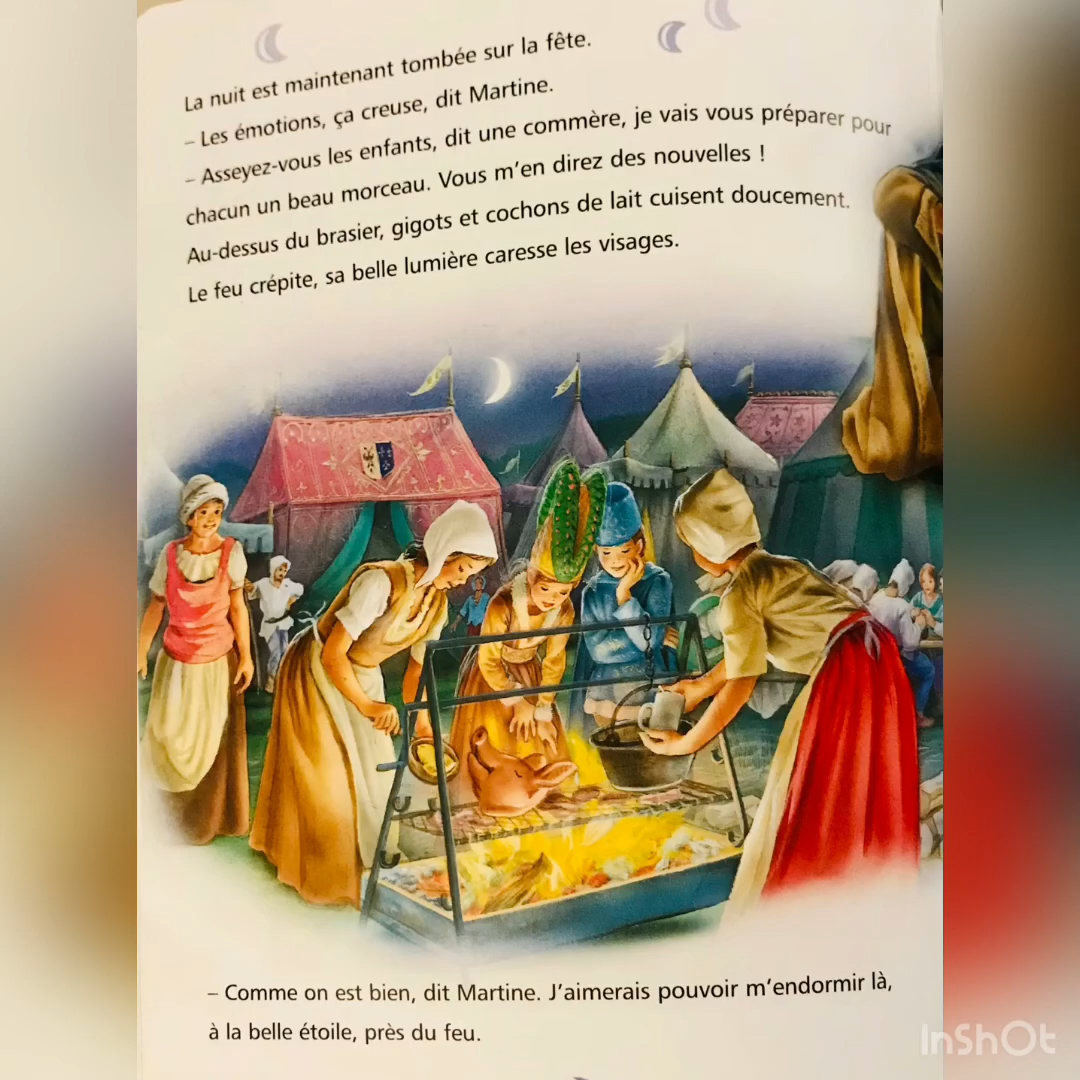 La nuit est maintenant tombée sur la fête.
– Les émotions, ça creuse, dit Martine.
– Asseyez-vous les enfants, dit une commère, je vais vous préparer pour
chacun un beau morceau. Vous m'en direz des nouvelles !
Au-dessus du brasier, gigots et cochons de lait cuisent doucement.
Le feu crépite, sa belle lumière caresse les visages.
– Comme on est bien, dit Martine. J'aimerais pouvoir m'endormir là,
à la belle étoile, près du feu.
InShOt